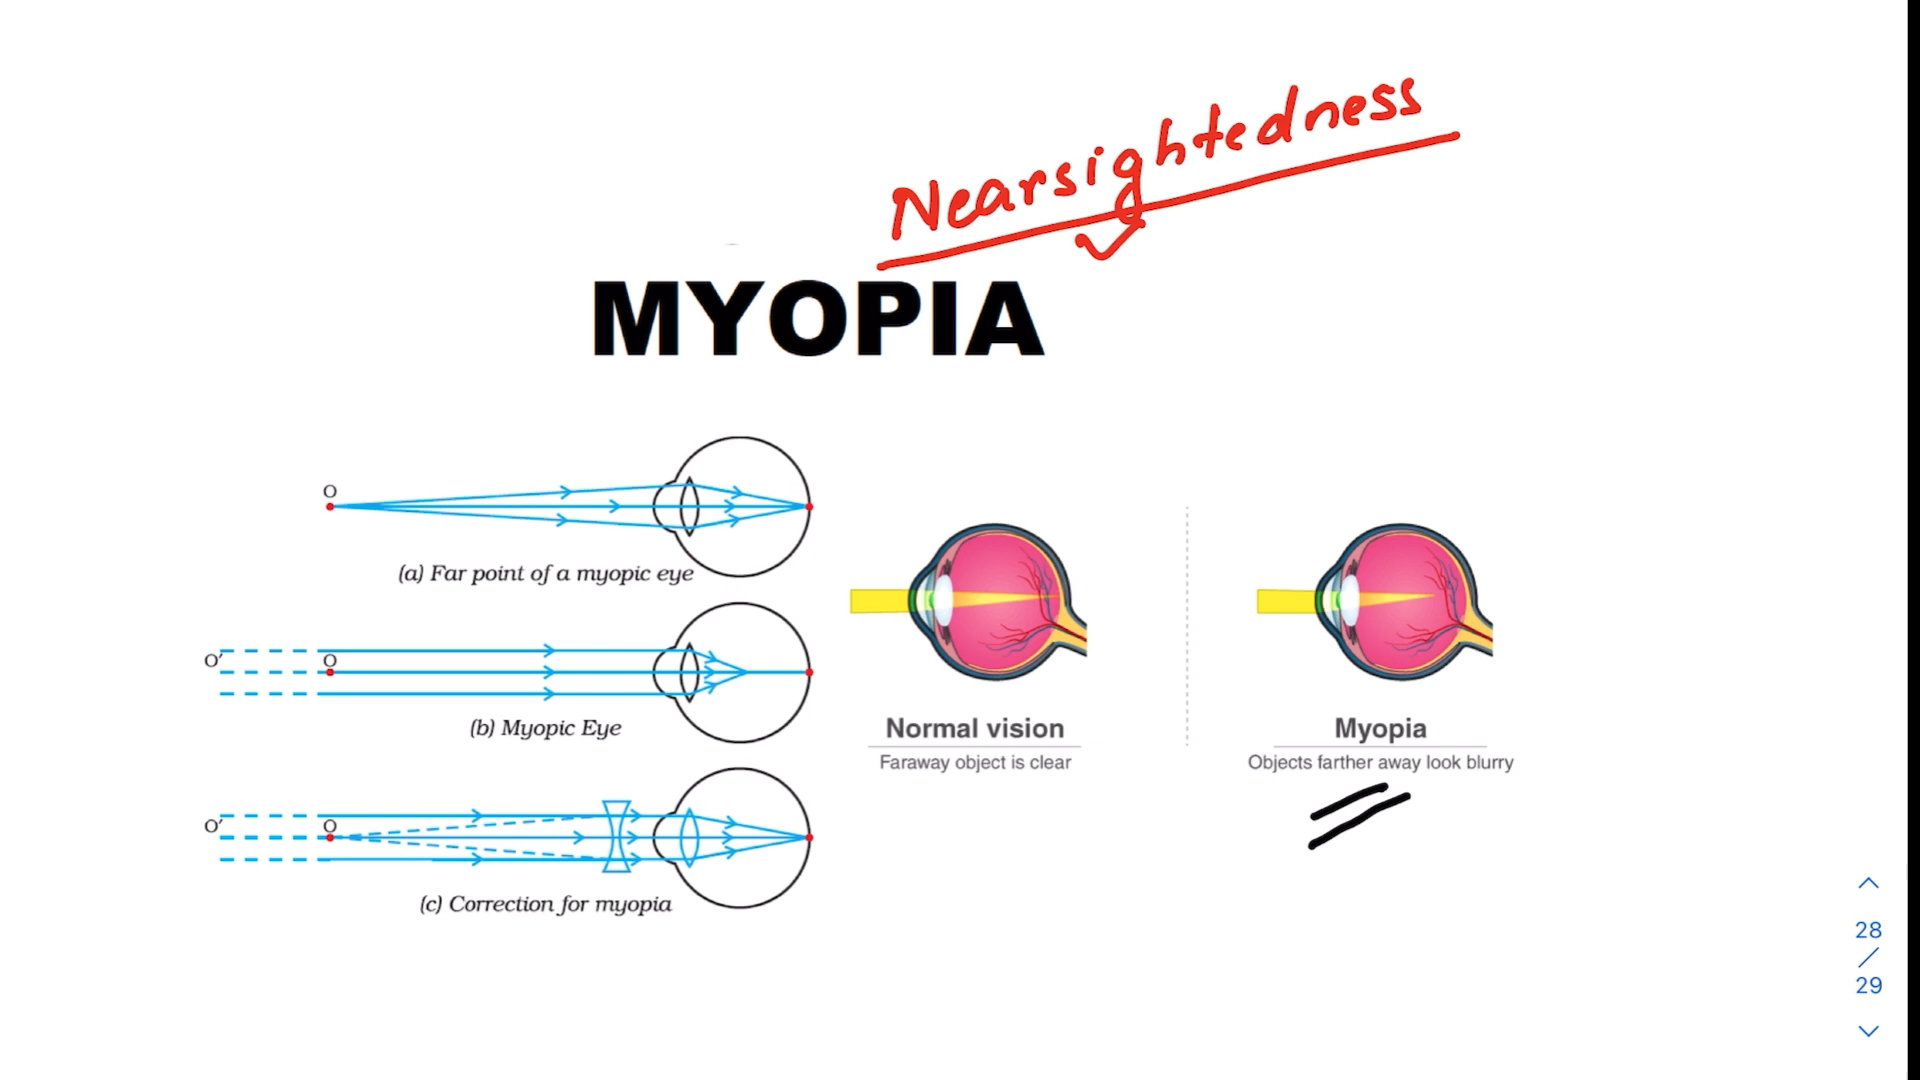 Nearsightedness
MYOPIA
O
(a) Far point of a myopic eye
O′ O
(b) Myopic Eye
O′ O
(c) Correction for myopia
Normal vision
Faraway object is clear
Myopia
Objects farther away look blurry
28
/
29